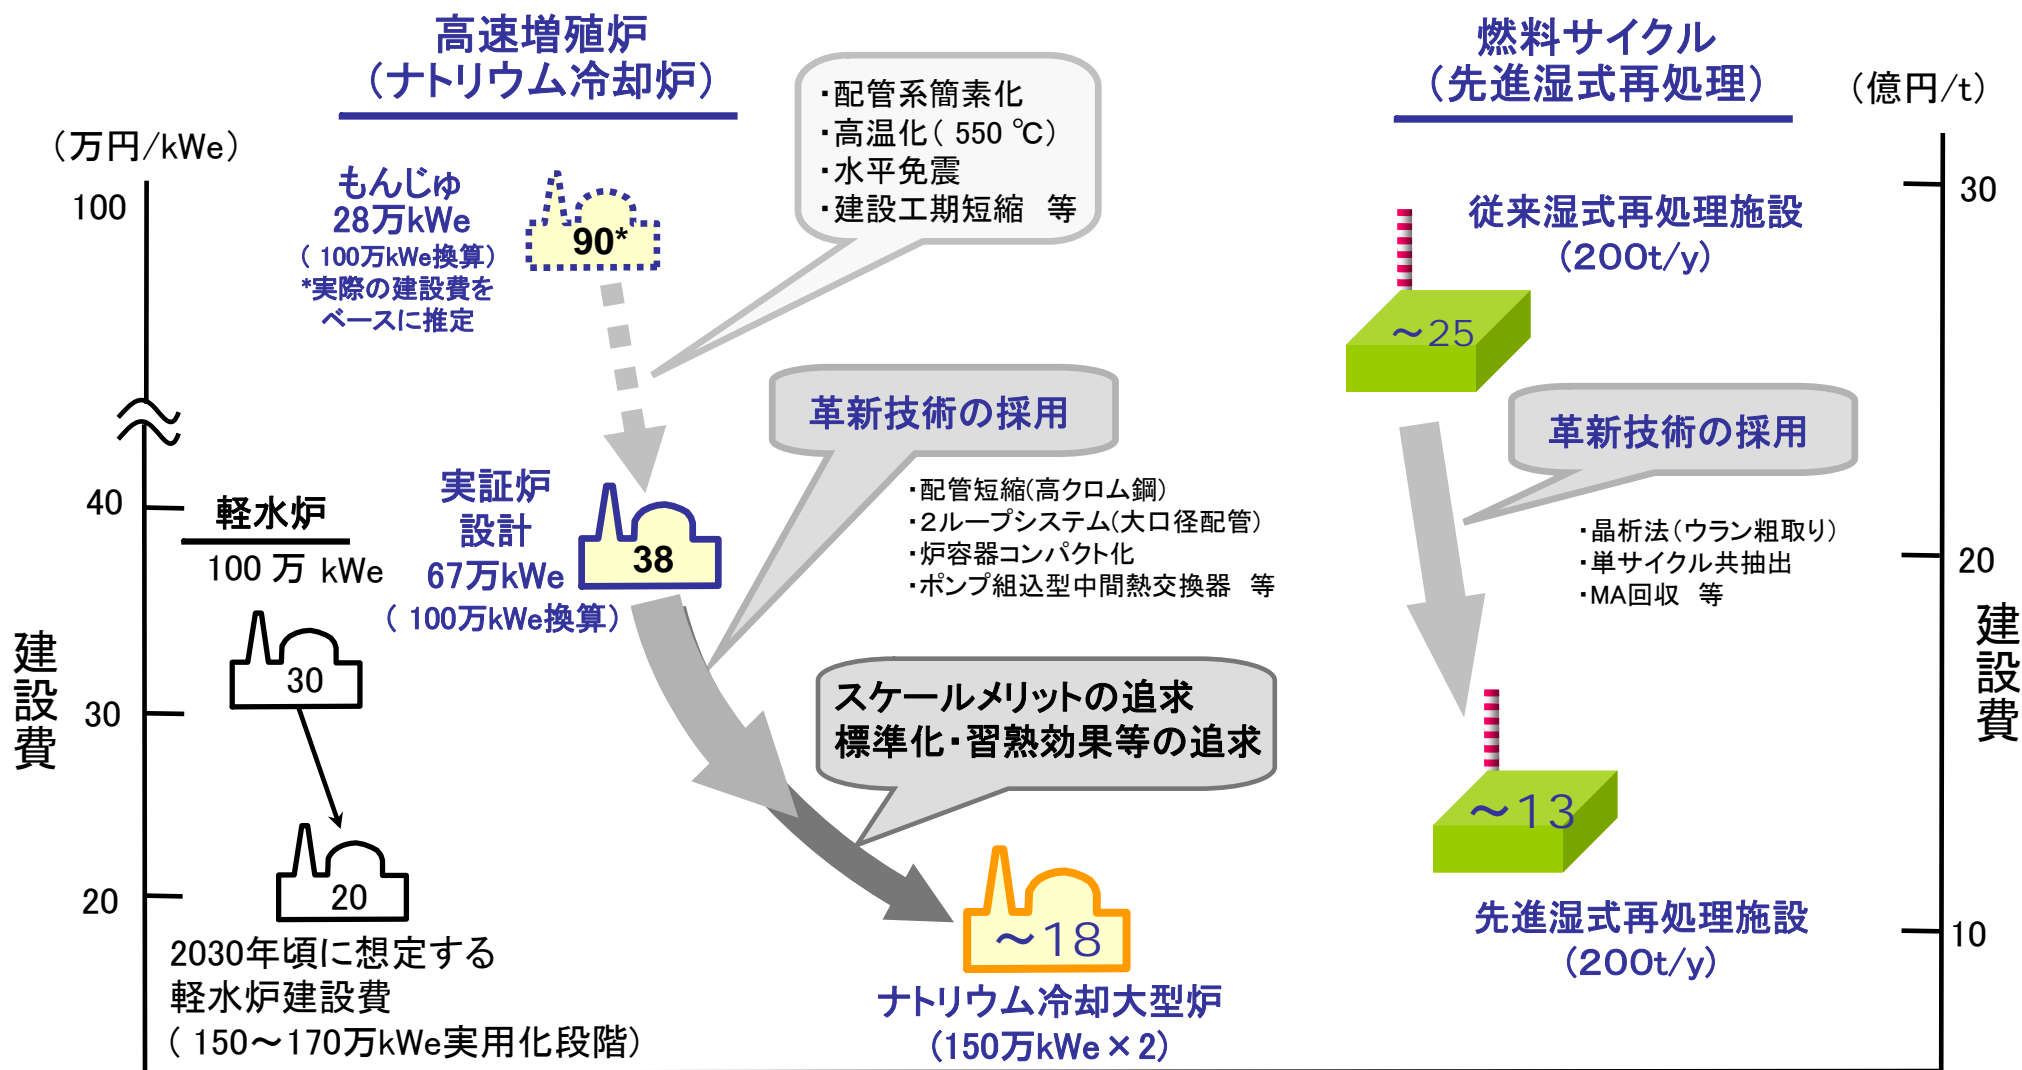 高速増殖炉
（ナトリウム冷却炉）
（万円/kWe）
100
40
30
20
建設費
もんじゅ
28万kWe
（ 100万kWe換算）
*実際の建設費を
ベースに推定
90*
・配管系簡素化
・高温化（ 550 ℃）
・水平免震
・建設工期短縮　等
革新技術の採用
・配管短縮(高クロム鋼)
・２ループシステム(大口径配管)
・炉容器コンパクト化
・ポンプ組込型中間熱交換器　等
実証炉
設計
67万kWe
（ 100万kWe換算）
38
軽水炉
100 万 kWe
30
20
2030年頃に想定する
軽水炉建設費
（ 150～170万kWe実用化段階）
スケールメリットの追求
標準化・習熟効果等の追求
～18
ナトリウム冷却大型炉
（150万kWe×2）
燃料サイクル
（先進湿式再処理）
（億円/t）
30
20
10
建設費
従来湿式再処理施設
（200t/y）
～25
革新技術の採用
・晶析法（ウラン粗取り）
・単サイクル共抽出
・MA回収　等
～13
先進湿式再処理施設
（200t/y）